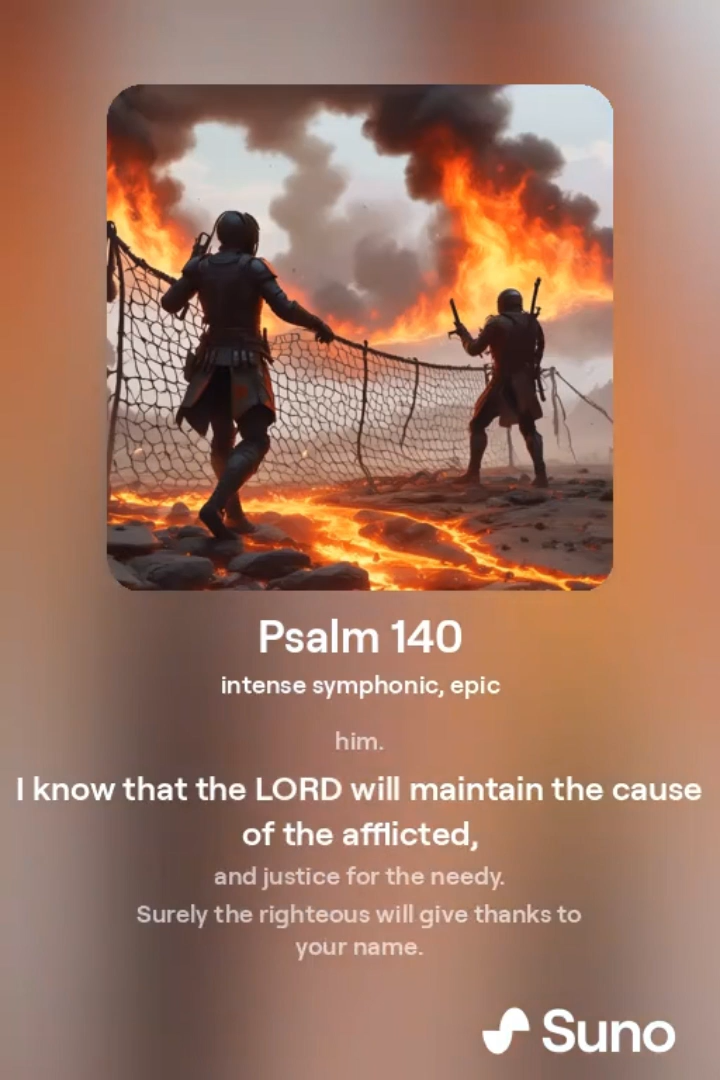 Psalm 140
intense symphonic, epic
him.
I know that the LORD will maintain the cause
of the afflicted,
and justice for the needy.
Surely the righteous will give thanks to
your name.
Suno